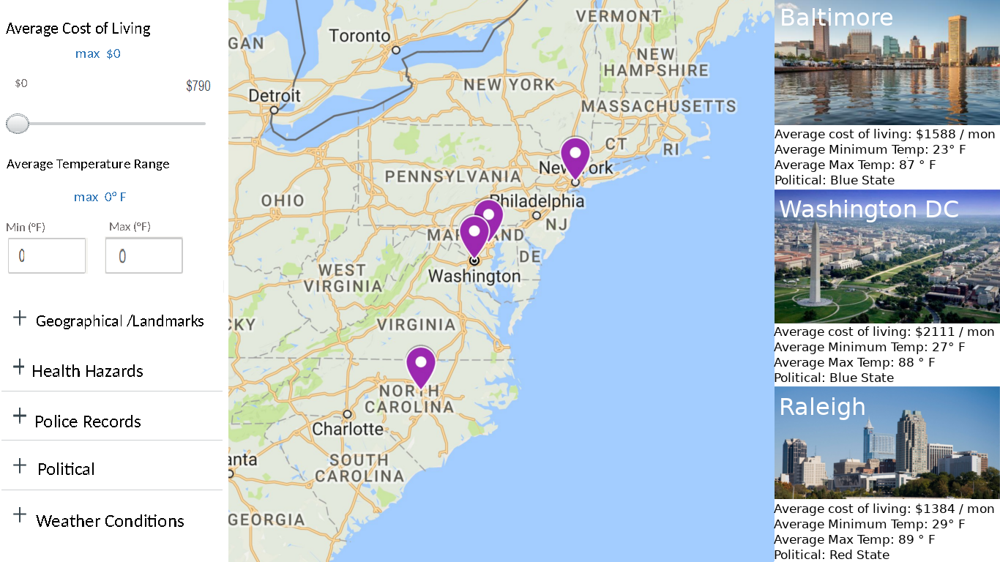 Average Cost of Living
max $0
$0
$790
Average Temperature Range
max 0° F
Min (°F)
Max (°F)
0
0
+ Geographical /Landmarks
+ Health Hazards
+ Police Records
+ Political
+ Weather Conditions
VERMONT
Toronto
GAN
NEW
HAMPSHIRE
NEW YORK
Detroit
MASSACHUSETTS
CT
RI
New York
PENNSYLVANIA
OHIO
Philadelphia
NJ
MARYLAND
DE
WEST
VIRGINIA
Washington
CKY
VIRGINIA
NORTH
CAROLINA
Charlotte
anta
SOUTH
CAROLINA
GEORGIA
Baltimore
Average cost of living: $1588 / mon
Average Minimum Temp: 23° F
Average Max Temp: 87 ° F
Political: Blue State
Washington DC
Average cost of living: $2111 / mon
Average Minimum Temp: 27° F
Average Max Temp: 88 ° F
Political: Blue State
Raleigh
Average cost of living: $1384 / mon
Average Minimum Temp: 29° F
Average Max Temp: 89 ° F
Political: Red State